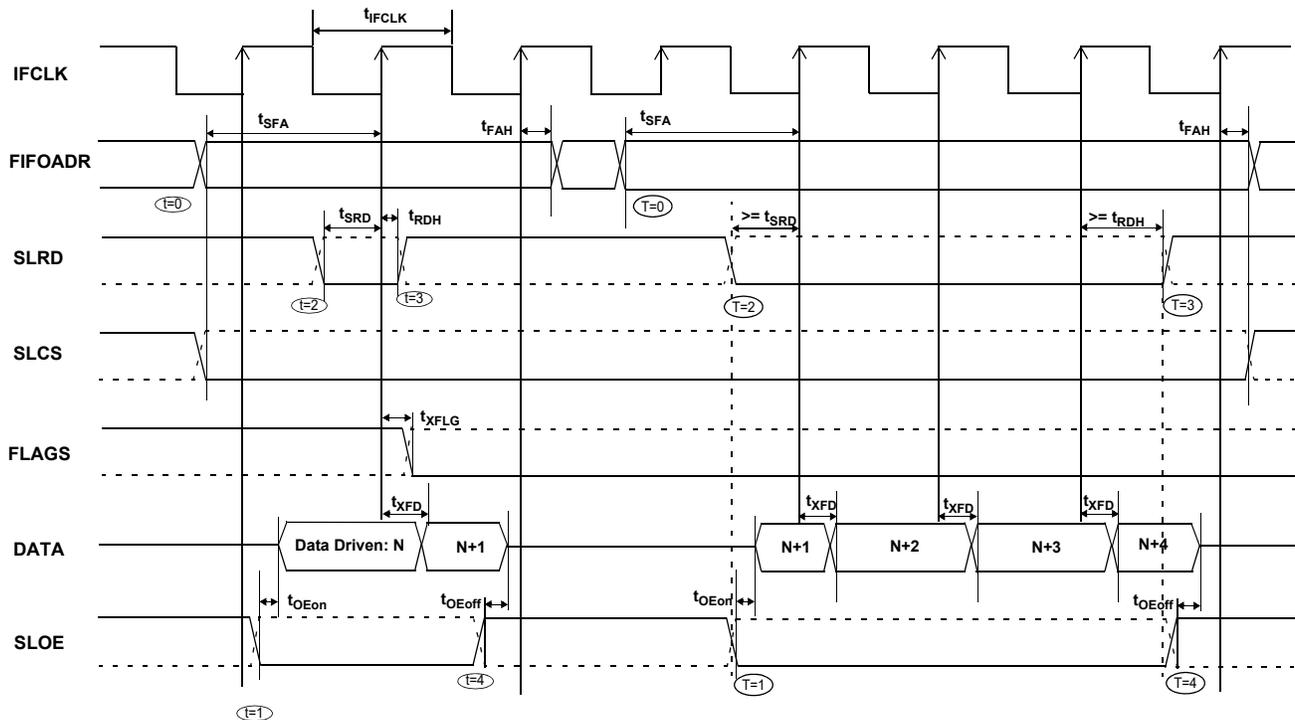 tIFCLK
IFCLK
tSFA
tFAH
tSFA
tFAH
FIFOADR
t=0
T=0
tSRD
tRDH
>= tSRD
>= tRDH
SLRD
t=2
t=3
T=2
T=3
SLCS
tXFLG
FLAGS
tXFD
tXFD
tXFD
tXFD
DATA
Data Driven: N
N+1
N+1
N+2
N+3
N+4
tOEon
tOEoff
tOEon
tOEoff
SLOE
t=4
T=1
T=4
t=1